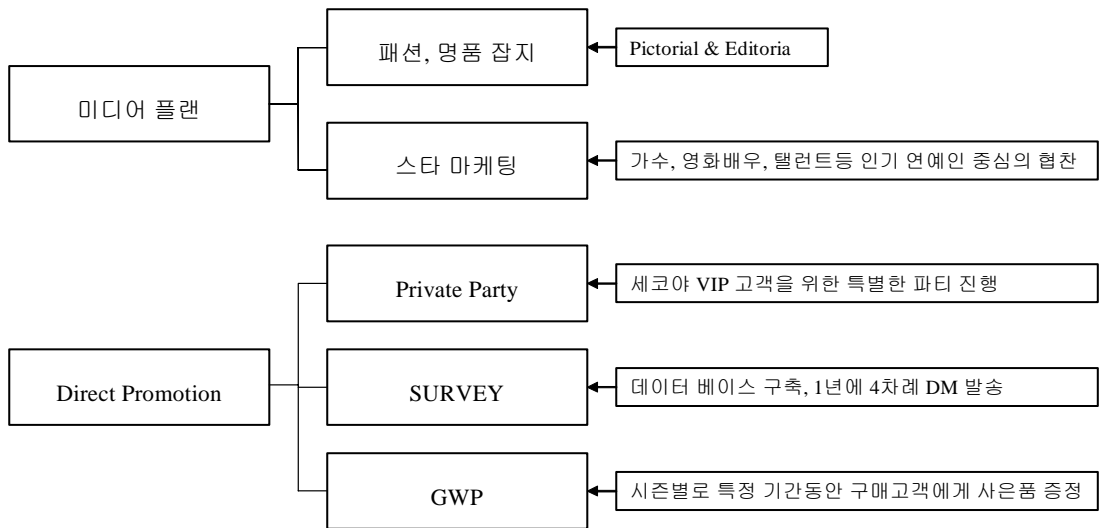 패션, 명품 잡지
Pictorial & Editoria
미디어 플랜
스타 마케팅
가수, 영화배우, 탤런트등 인기 연예인 중심의 협찬
Private Party
세코야 VIP 고객을 위한 특별한 파티 진행
Direct Promotion
SURVEY
데이터 베이스 구축, 1년에 4차례 DM 발송
GWP
시즌별로 특정 기간동안 구매고객에게 사은품 증정